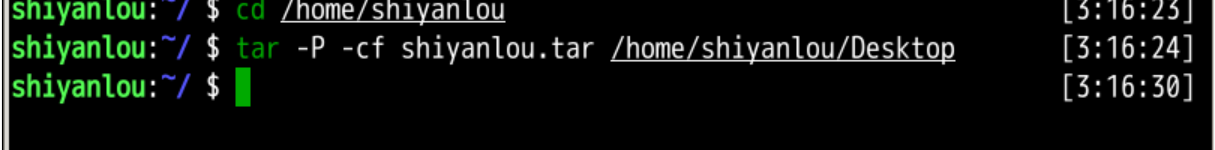 shiyanlou:~/ $ cd /home/shiyanlou [3:16:23]
shiyanlou:~/ $ tar -P -cf shiyanlou.tar /home/shiyanlou/Desktop [3:16:24]
shiyanlou:~/ $ [3:16:30]